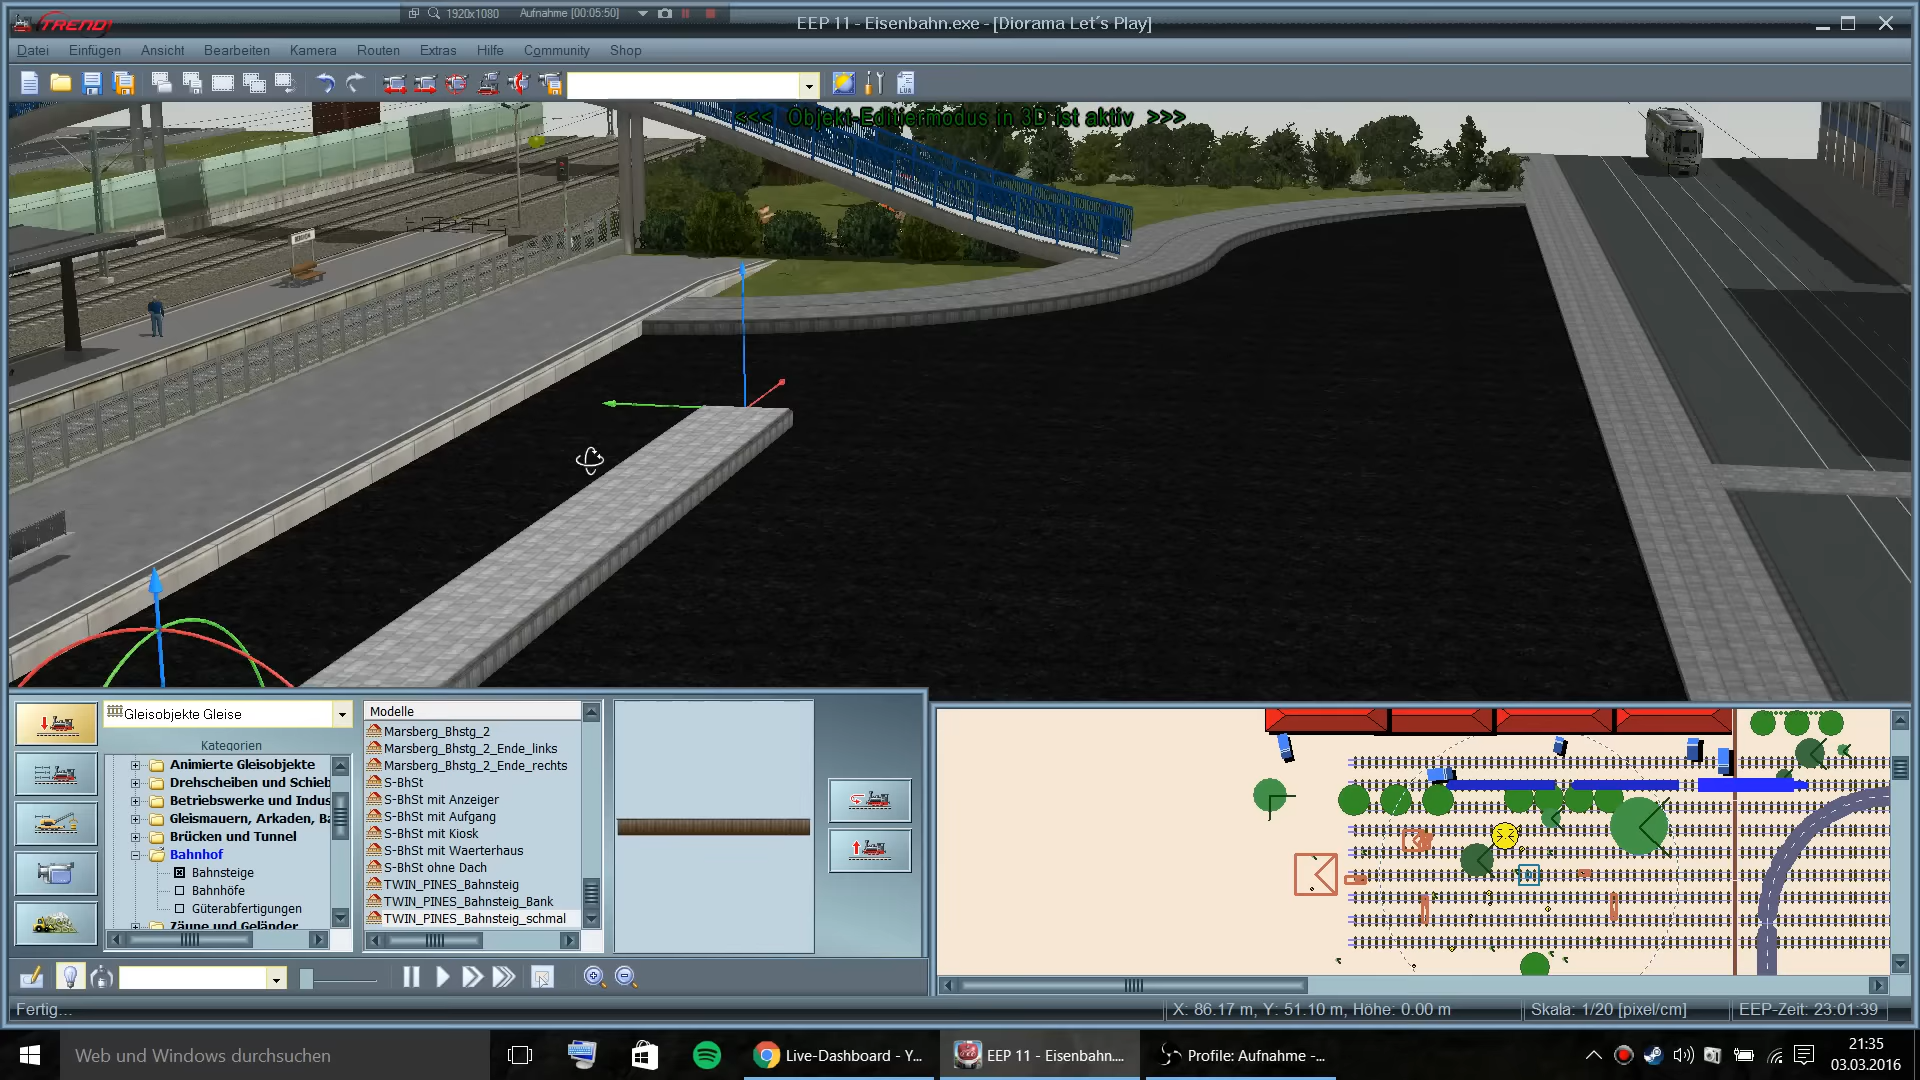 1920x1080
Aufnahme [00:05:50]
TREND
EEP 11 - Eisenbahn.exe - [Diorama Let´s Play]
Datei Einfügen Ansicht Bearbeiten Kamera Routen Extras Hilfe Community Shop
LUA
<<< Objekt-Editiermodus in 3D ist aktiv >>>
Gleisobjekte Gleise
Kategorien
Animierte Gleisobjekte
Drehscheiben und Schieb
Betriebswerke und Indus
Gleismauern, Arkaden, Ba
Brücken und Tunnel
Bahnhof
Bahnsteige
Bahnhöfe
Güterabfertigungen
Zäune und Geländer
Modelle
Marsberg_Bhstg_2
Marsberg_Bhstg_2_Ende_links
Marsberg_Bhstg_2_Ende_rechts
S-BhSt
S-BhSt mit Anzeiger
S-BhSt mit Aufgang
S-BhSt mit Kiosk
S-BhSt mit Waerterhaus
S-BhSt ohne Dach
TWIN_PINES_Bahnsteig
TWIN_PINES_Bahnsteig_Bank
TWIN_PINES_Bahnsteig_schmal
Fertig...
X: 86.17 m, Y: 51.10 m, Höhe: 0.00 m
Skala: 1/20 [pixel/cm]
EEP-Zeit: 23:01:39
Web und Windows durchsuchen
Live-Dashboard - Y...
EEP 11 - Eisenbahn....
Profile: Aufnahme -...
21:35
03.03.2016